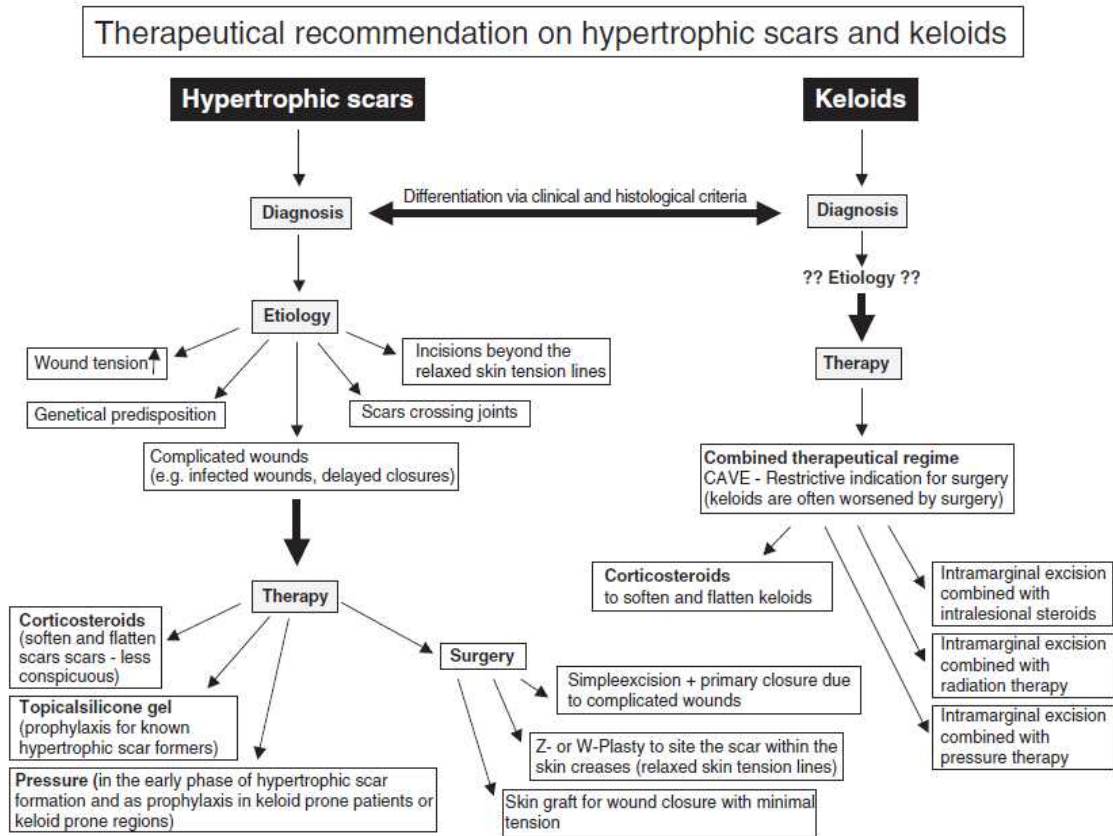 Therapeutical recommendation on hypertrophic scars and keloids
Hypertrophic scars
Keloids
Differentiation via clinical and histological criteria
Diagnosis
Diagnosis
?? Etiology ??
Etiology
Wound tension
Incisions beyond the
relaxed skin tension lines
Genetical predisposition
Scars crossing joints
Complicated wounds
(e.g. infected wounds, delayed closures)
Therapy
Combined therapeutical regime
CAVE - Restrictive indication for surgery
(keloids are often worsened by surgery)
Therapy
Corticosteroids
(soften and flatten
scars scars - less
conspicuous)
Topicalsilicone gel
(prophylaxis for known
hypertrophic scar formers)
Pressure (in the early phase of hypertrophic scar
formation and as prophylaxis in keloid prone patients or
keloid prone regions)
Surgery
Simpleexcision + primary closure due
to complicated wounds
Z- or W-Plasty to site the scar within the
skin creases (relaxed skin tension lines)
Skin graft for wound closure with minimal
tension
Corticosteroids
to soften and flatten keloids
Intramarginal excision
combined with
intralesional steroids
Intramarginal excision
combined with
radiation therapy
Intramarginal excision
combined with
pressure therapy